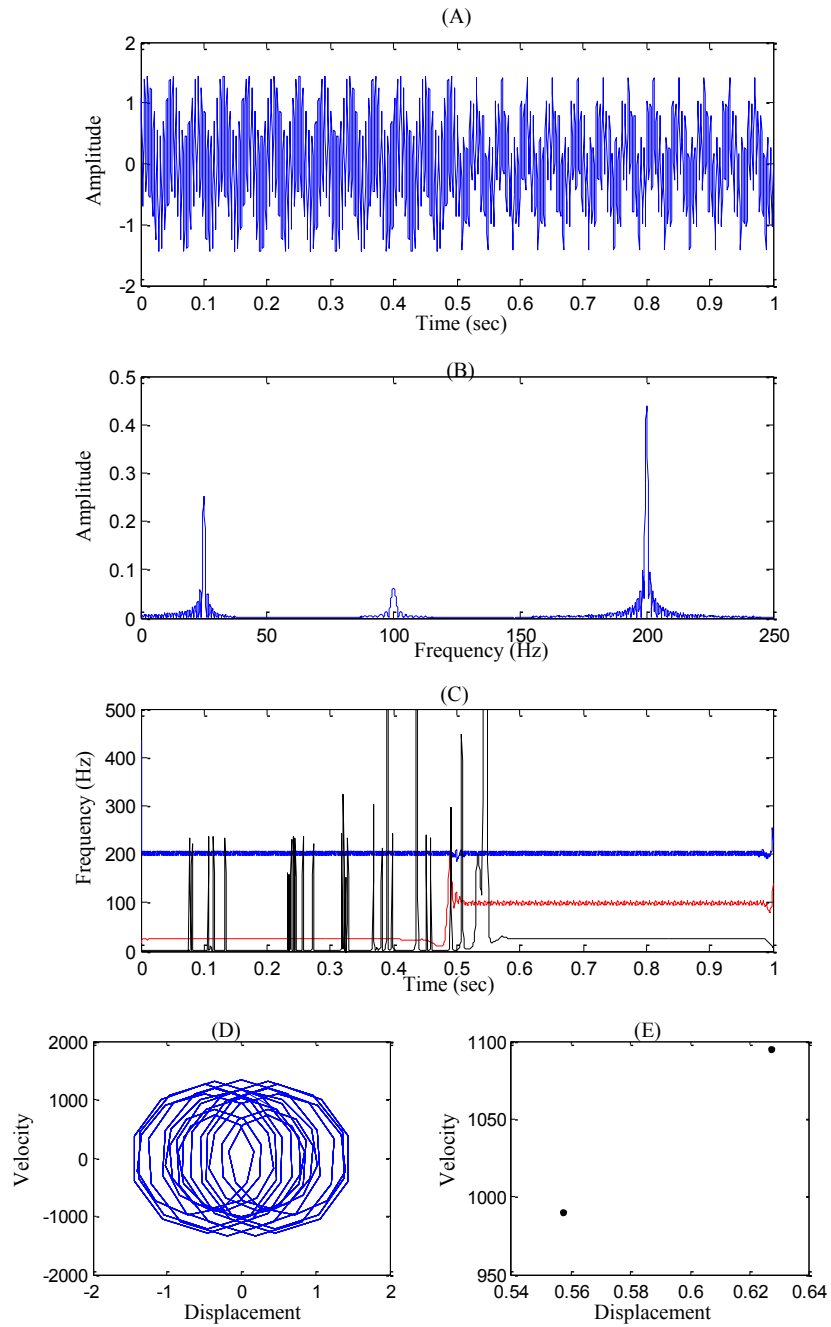 (A)
2
1
0
-1
-2
Amplitude
0 0.1 0.2 0.3 0.4 0.5 0.6 0.7 0.8 0.9 1
Time (sec)
(B)
0.5
0.4
0.3
0.2
0.1
0
Amplitude
0 50 100 150 200 250
Frequency (Hz)
(C)
500
400
300
200
100
0
Frequency (Hz)
0 0.1 0.2 0.3 0.4 0.5 0.6 0.7 0.8 0.9 1
Time (sec)
(D)
2000
1000
0
-1000
-2000
Velocity
-2 -1 0 1 2
Displacement
(E)
1100
1050
1000
950
Velocity
0.54 0.56 0.58 0.6 0.62 0.64
Displacement